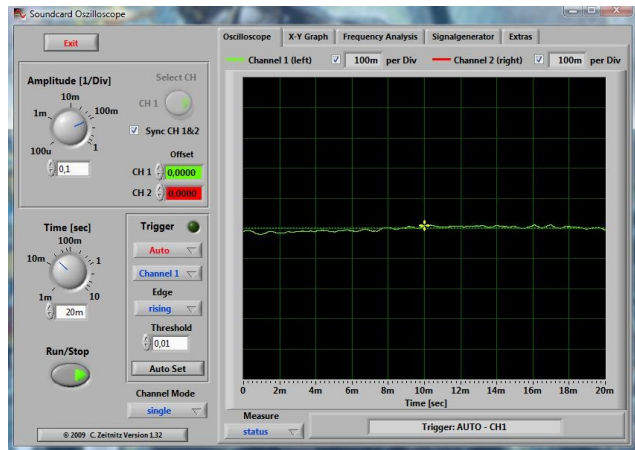 Soundcard Oszilloscope
Exit
Oscilloscope X-Y Graph Frequency Analysis Signalgenerator Extras
Channel 1 (left) 100m per Div Channel 2 (right) 100m per Div
Amplitude [1/Div]
10m
1m 100m
100u 1
0,1
Select CH
CH 1
Sync CH 1&2
Offset
CH 1 0,0000
CH 2 0,0000
Time [sec]
100m
10m 1
1m 10
20m
Run/Stop
Trigger
Auto
Channel 1
Edge
rising
Threshold
0,01
Auto Set
Channel Mode
single
© 2009 C. Zeitnitz Version 1.32
0 2m 4m 6m 8m 10m 12m 14m 16m 18m 20m
Time [sec]
Measure
status
Trigger: AUTO - CH1